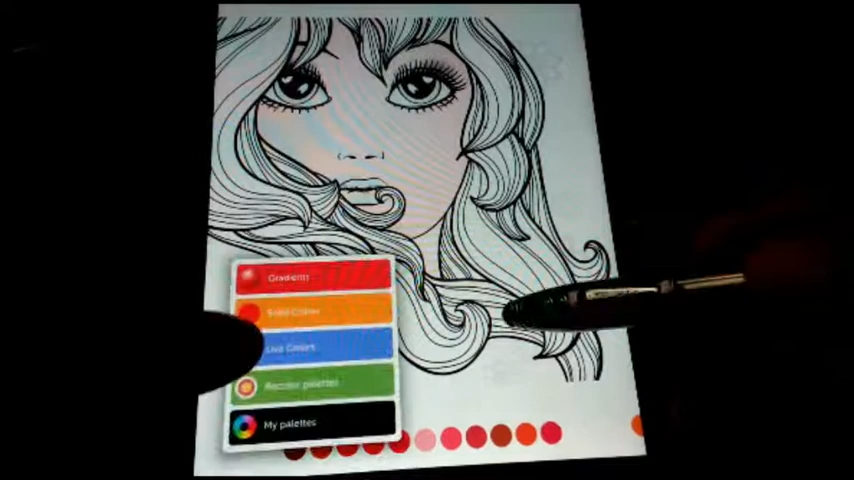 Gradients
Solid Colors
Live Colors
Recolor palettes
My palettes